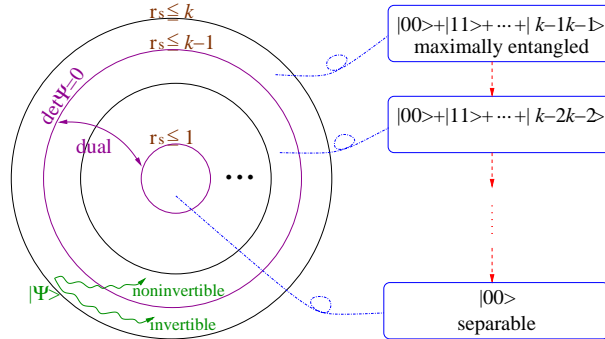 r_s ≦ k
r_s ≦ k−1
detΨ=0
dual
r_s ≦ 1
...
|Ψ>
noninvertible
invertible
|00>+|11>+···+| k−1k−1>
maximally entangled
|00>+|11>+···+| k−2k−2>
|00>
separable